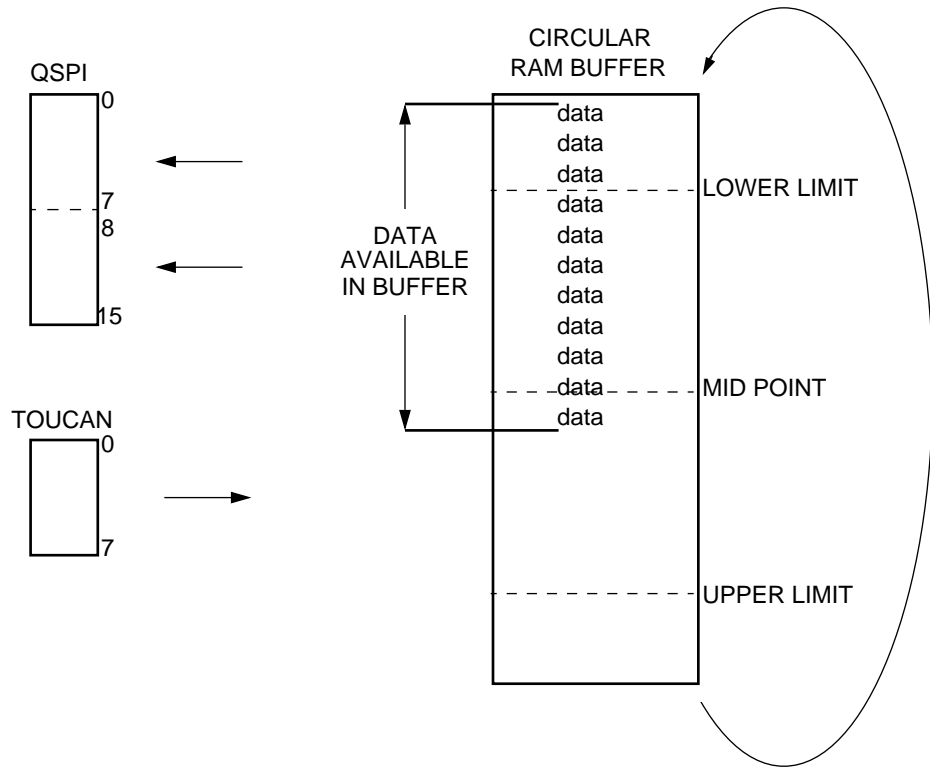 CIRCULAR
RAM BUFFER
QSPI
0
7
8
15
data
data
data
LOWER LIMIT
data
data
data
data
data
data
data
MID POINT
data
DATA
AVAILABLE
IN BUFFER
TOUCAN
0
7
UPPER LIMIT